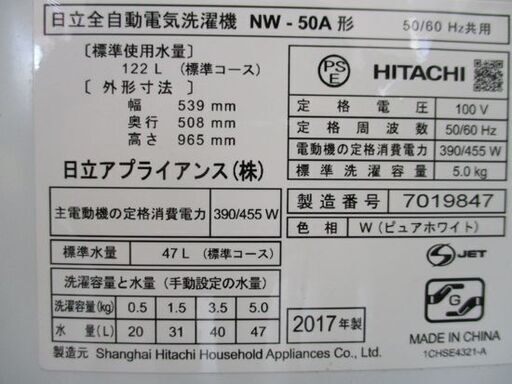 日立全自動電気洗濯機 NW - 50A 形 50/60 Hz共用
[標準使用水量]
122 L (標準コース)
[外形寸法]
幅 539 mm
奥行 508 mm
高さ 965 mm
日立アプライアンス(株)
主電動機の定格消費電力 390/455 W
標準水量 47 L (標準コース)
洗濯容量と水量 (手動設定の水量)
洗濯容量(kg) 0.5 1.5 3.5 5.0
水量(L) 20 31 40 47
製造元 Shanghai Hitachi Household Appliances Co., Ltd.
PS
E
HITACHI
定格電圧 100 V
定格周波数 50/60 Hz
電動機の定格消費電力 390/455 W
標準洗濯容量 5.0 kg
製造番号 7019847
色相 W (ピュアホワイト)
S JET
G
2017 年製
MADE IN CHINA
1CHSE4321-A